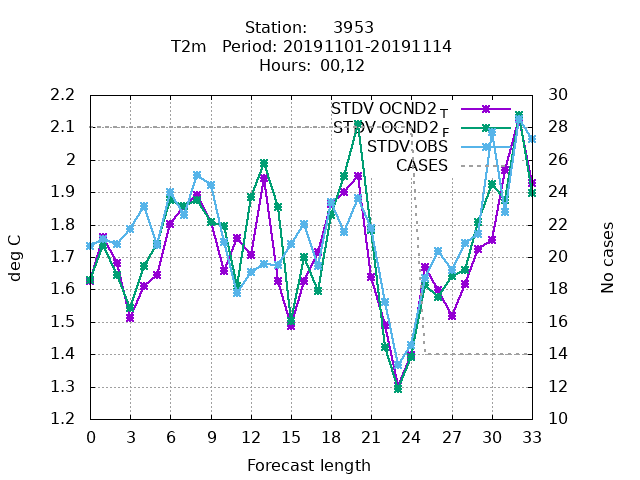 Station: 3953
T2m Period: 20191101-20191114
Hours: 00,12
STDV OCND2 T
STDV OCND2 F
STDV OBS
CASES
2.2
2.1
2
1.9
1.8
1.7
1.6
1.5
1.4
1.3
1.2
30
28
26
24
22
20
18
16
14
12
10
deg C
No cases
0 3 6 9 12 15 18 21 24 27 30 33
Forecast length